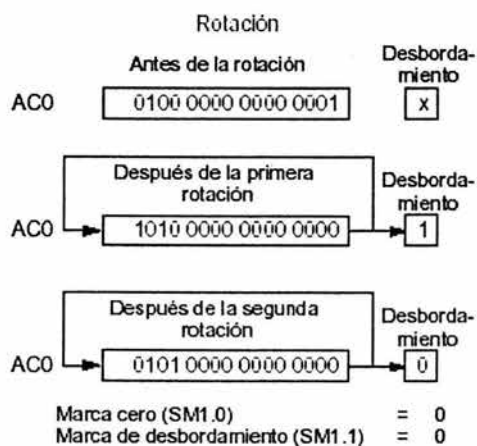 Rotación
Antes de la rotación
Desborda-
miento
AC0 0100 0000 0000 0001 x
Después de la primera
rotación
Desborda-
miento
AC0 1010 0000 0000 0000 1
Después de la segunda
rotación
Desborda-
miento
AC0 0101 0000 0000 0000 0
Marca cero (SM1.0) = 0
Marca de desbordamiento (SM1.1) = 0